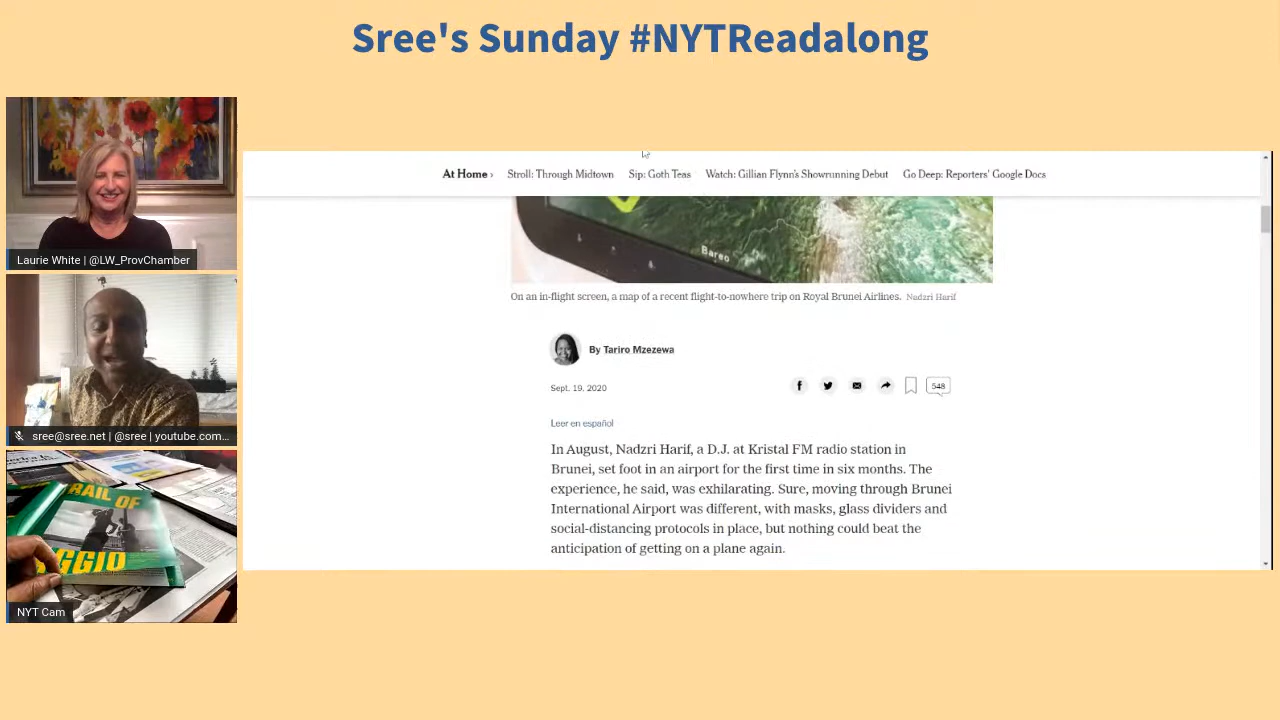 Sree's Sunday #NYTReadalong
Laurie White | @LW_ProvChamber
sree@sree.net | @sree | youtube.com...
RAIL OF
GGIO
NYT Cam
At Home › Stroll: Through Midtown Sip: Goth Teas Watch: Gillian Flynn's Showrunning Debut Go Deep: Reporters' Google Docs
Bareo
On an in-flight screen, a map of a recent flight-to-nowhere trip on Royal Brunei Airlines. Nadzri Harif
By Tariro Mzezewa
Sept. 19, 2020
548
Leer en español
In August, Nadzri Harif, a D.J. at Kristal FM radio station in
Brunei, set foot in an airport for the first time in six months. The
experience, he said, was exhilarating. Sure, moving through Brunei
International Airport was different, with masks, glass dividers and
social-distancing protocols in place, but nothing could beat the
anticipation of getting on a plane again.